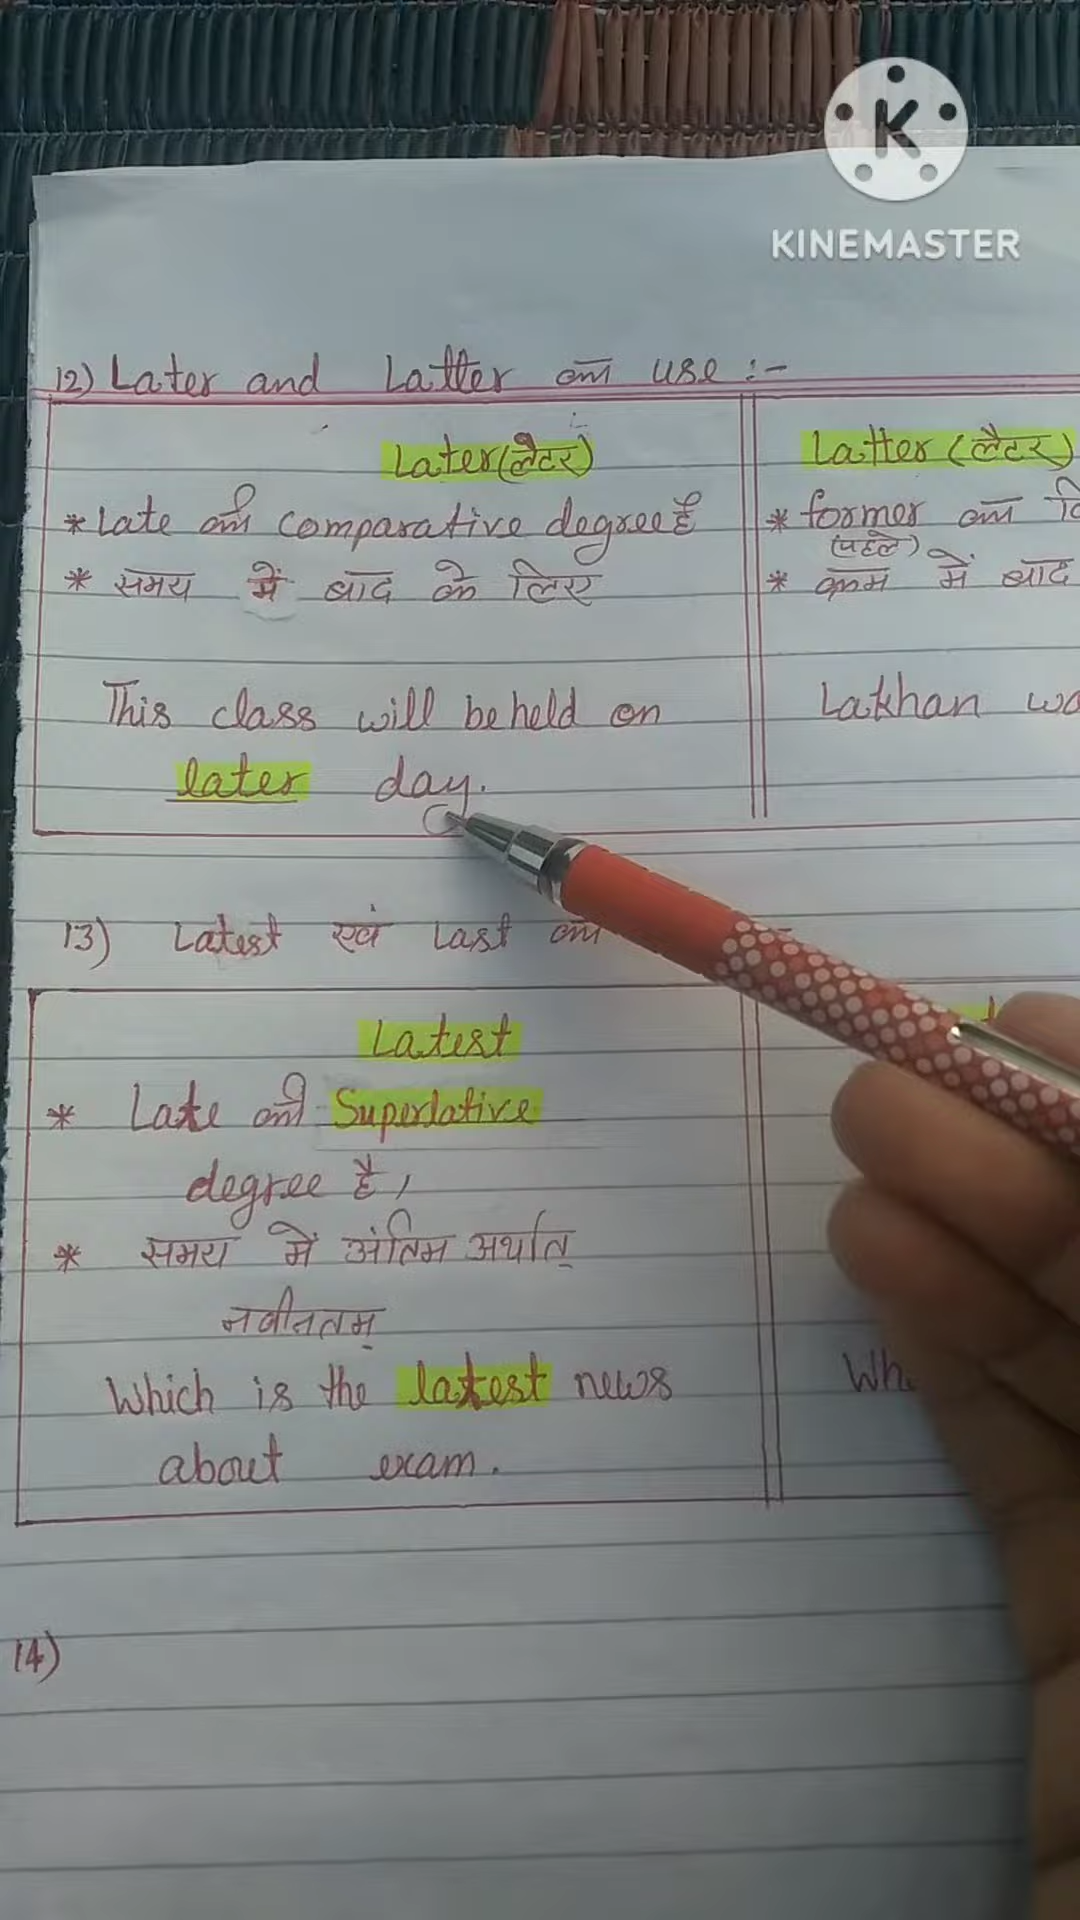 KINEMASTER
12) Later and Latter का use :-
Later (लेटर)
* Late की comparative degree है
* समय में बाद के लिए
This class will be held on
later day.
Latter (लैटर)
* former का
(पहले)
* क्रम में बाद
Lakhan
13) Latest एवं Last का
Latest
* Late की Superlative
degree है,
* समय में अंतिम अर्थात्
नवीनतम्
Which is the latest news
about exam.
14)